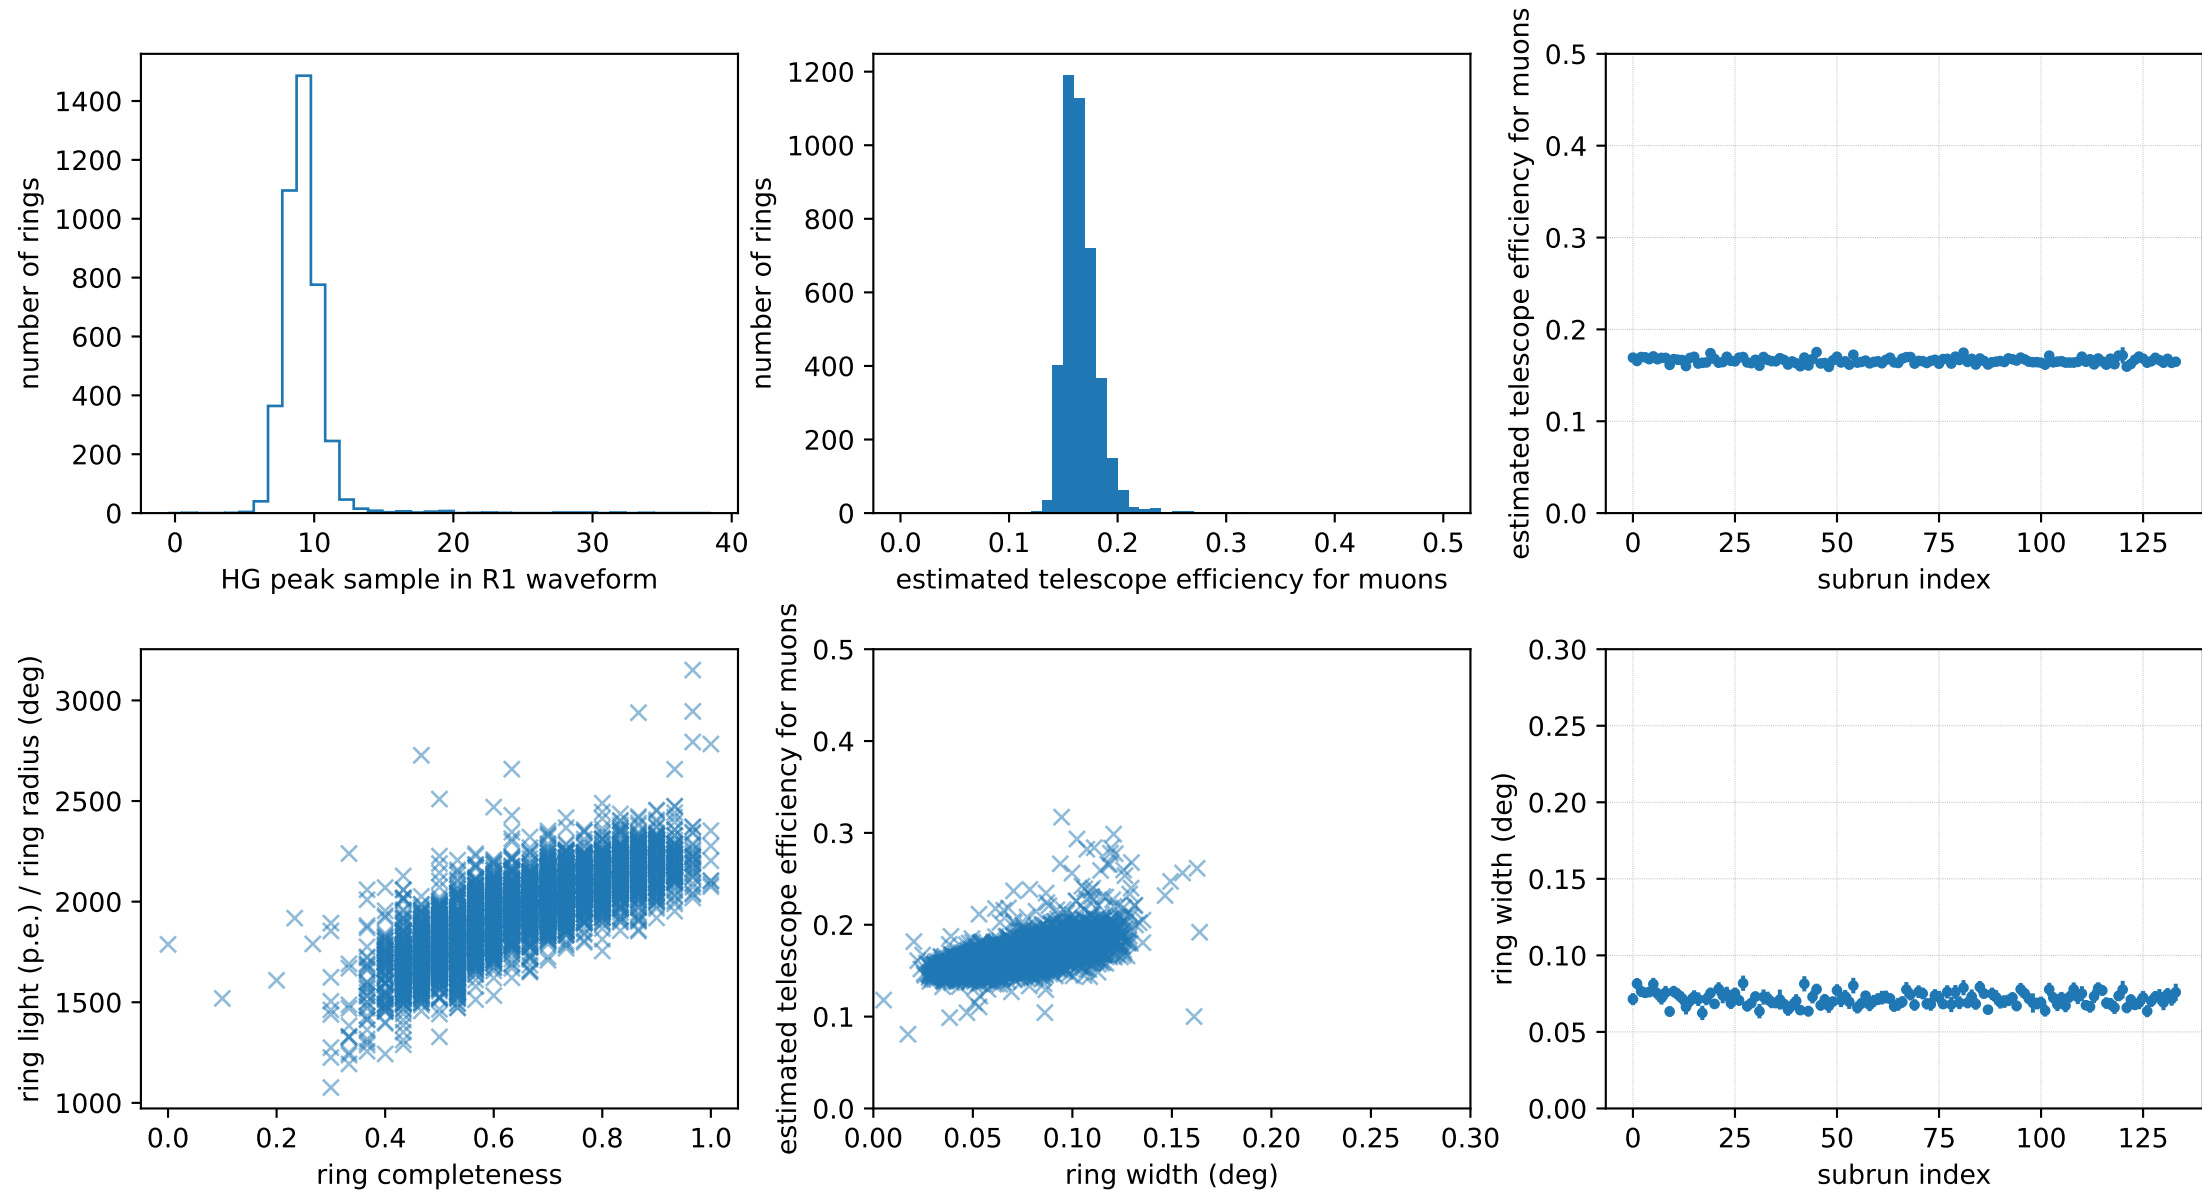 number of rings
1400
1200
1000
800
600
400
200
0
0 10 20 30 40
HG peak sample in R1 waveform
number of rings
1200
1000
800
600
400
200
0
0.0 0.1 0.2 0.3 0.4 0.5
estimated telescope efficiency for muons
estimated telescope efficiency for muons
0.5
0.4
0.3
0.2
0.1
0.0
0 25 50 75 100 125
subrun index
ring light (p.e.) / ring radius (deg)
3000
2500
2000
1500
1000
0.0 0.2 0.4 0.6 0.8 1.0
ring completeness
estimated telescope efficiency for muons
0.5
0.4
0.3
0.2
0.1
0.0
0.00 0.05 0.10 0.15 0.20 0.25 0.30
ring width (deg)
ring width (deg)
0.30
0.25
0.20
0.15
0.10
0.05
0.00
0 25 50 75 100 125
subrun index